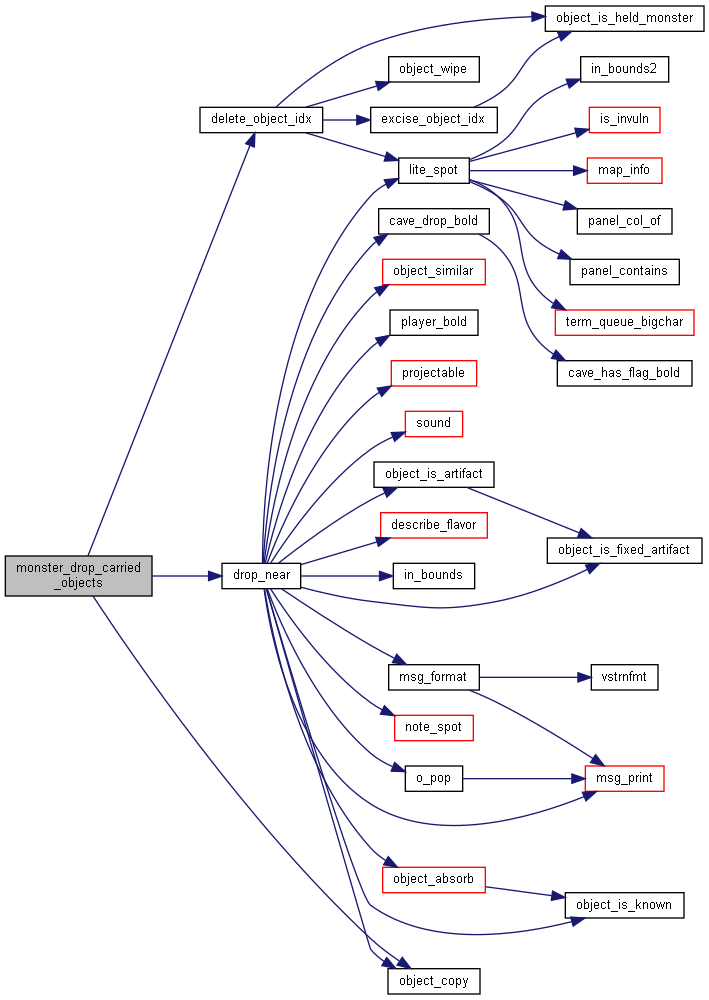 object_is_held_monster
object_wipe
in_bounds2
delete_object_idx
excise_object_idx
is_invuln
lite_spot
map_info
cave_drop_bold
panel_col_of
object_similar
panel_contains
player_bold
term_queue_bigchar
projectable
cave_has_flag_bold
sound
object_is_artifact
describe_flavor
object_is_fixed_artifact
monster_drop_carried
_objects
drop_near
in_bounds
msg_format
vstrnfmt
note_spot
o_pop
msg_print
object_absorb
object_is_known
object_copy